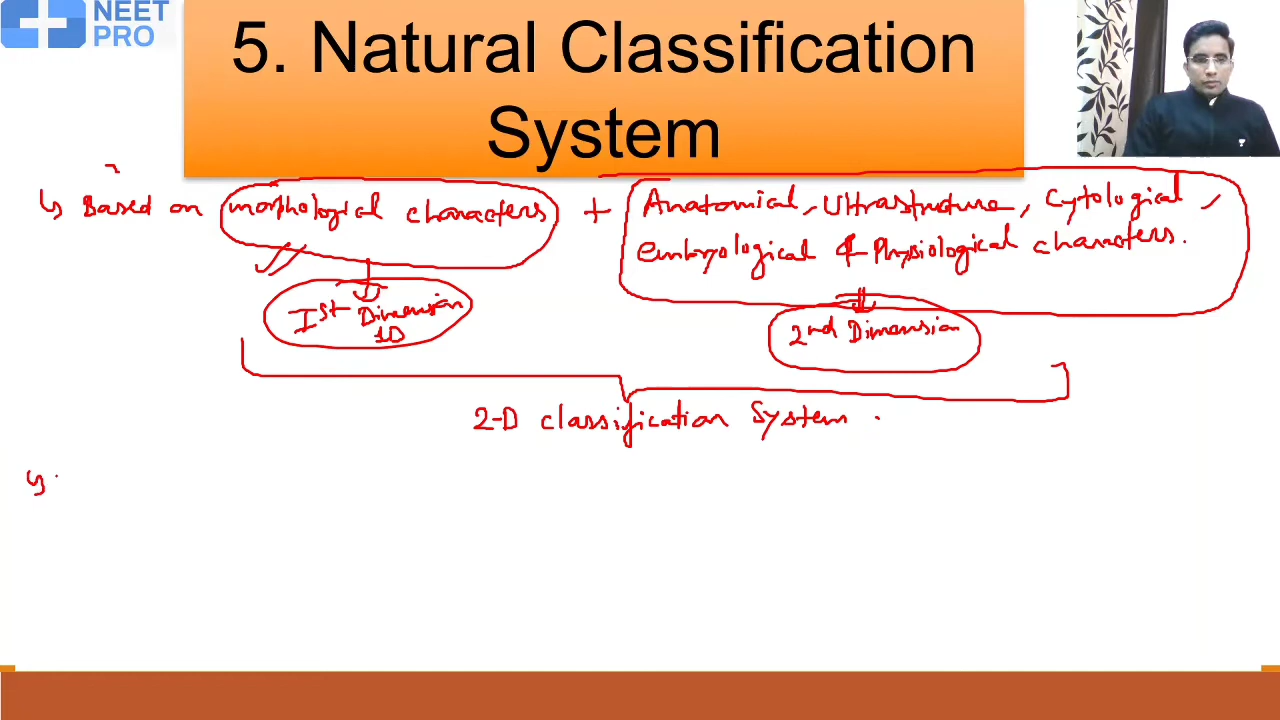 NEET
PRO
5. Natural Classification
System
↳ Based on morphological characters + Anatomical, Ultrastructure, Cytological,
embryological & Physiological characters.
Ist Dimension
1D
2nd Dimension
2-D classification System.
↳